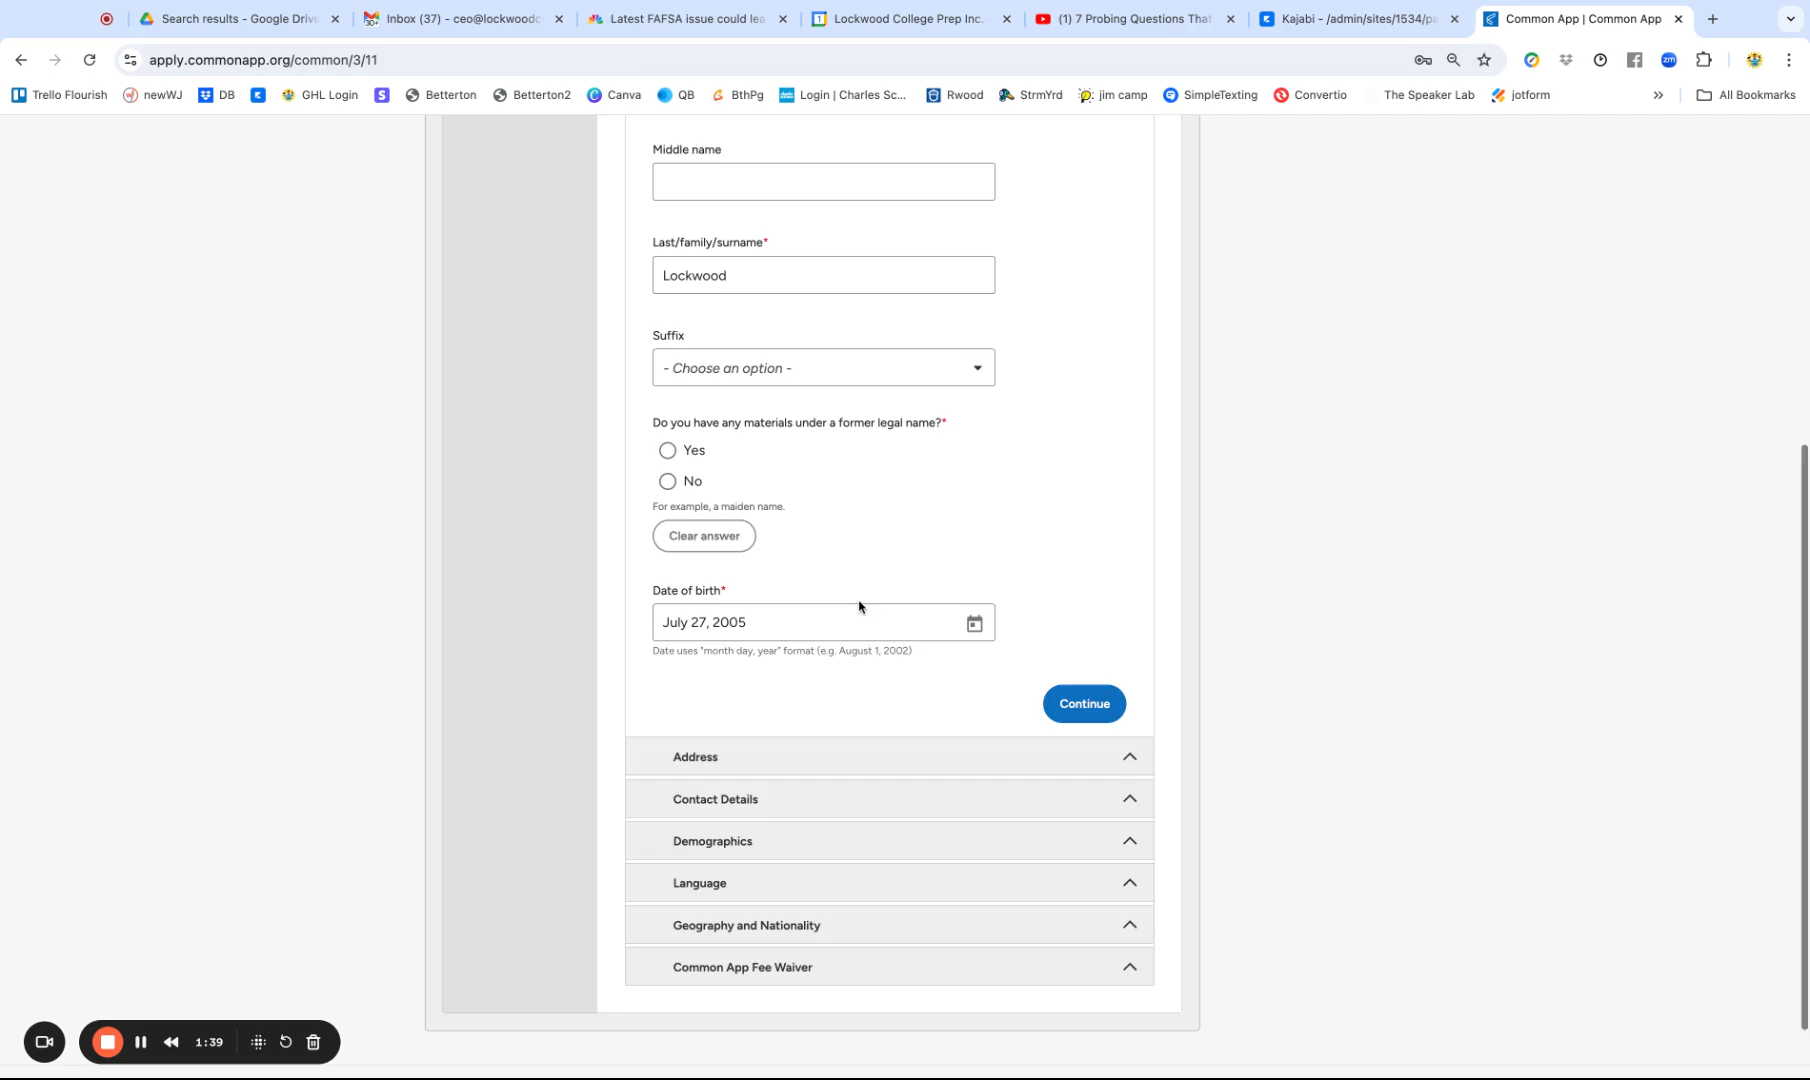 Search results - Google Drive
Inbox (37) - ceo@lockwoodc
Latest FAFSA issue could lea
Lockwood College Prep Inc.
(1) 7 Probing Questions That
Kajabi - /admin/sites/1534/pa
Common App | Common App
apply.commonapp.org/common/3/11
Trello Flourish
newWJ
DB
GHL Login
Betterton
Betterton2
Canva
QB
BthPg
Login | Charles Sc...
Rwood
StrmYrd
jim camp
SimpleTexting
Convertio
The Speaker Lab
jotform
All Bookmarks
Middle name
Last/family/surname*
Lockwood
Suffix
- Choose an option -
Do you have any materials under a former legal name?*
Yes
No
For example, a maiden name.
Clear answer
Date of birth*
July 27, 2005
Date uses "month day, year" format (e.g. August 1, 2002)
Continue
Address
Contact Details
Demographics
Language
Geography and Nationality
Common App Fee Waiver
1:39